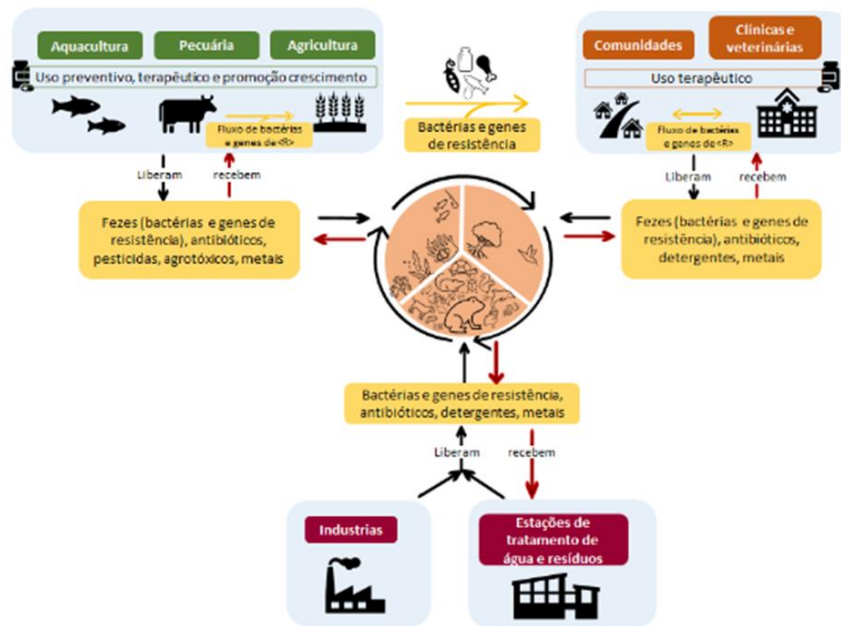 Aquacultura
Pecuária
Agricultura
Uso preventivo, terapêutico e promoção crescimento
Fluxo de bactérias
e genes de <R>
Liberam
recebem
Fezes (bactérias e genes de
resistência), antibióticos,
pesticidas, agrotóxicos, metais
Bactérias e genes
de resistência
Comunidades
Clínicas e
veterinárias
Uso terapêutico
Fluxo de bactérias
e genes de <R>
Liberam
recebem
Fezes (bactérias e genes de
resistência), antibióticos,
detergentes, metais
Bactérias e genes de resistência,
antibióticos, detergentes, metais
Liberam
recebem
Industrias
Estações de
tratamento de
água e resíduos